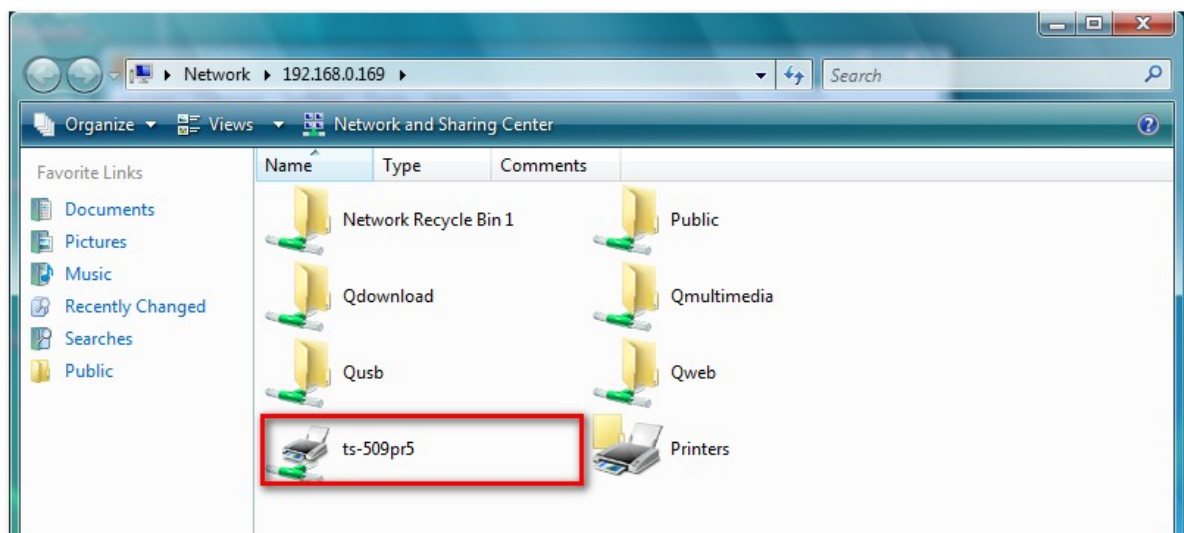 Network 192.168.0.169
Search
Organize Views Network and Sharing Center
Favorite Links
Documents
Pictures
Music
Recently Changed
Searches
Public
Name Type Comments
Network Recycle Bin 1 Public
Qdownload Qmultimedia
Qusb Qweb
ts-509pr5 Printers